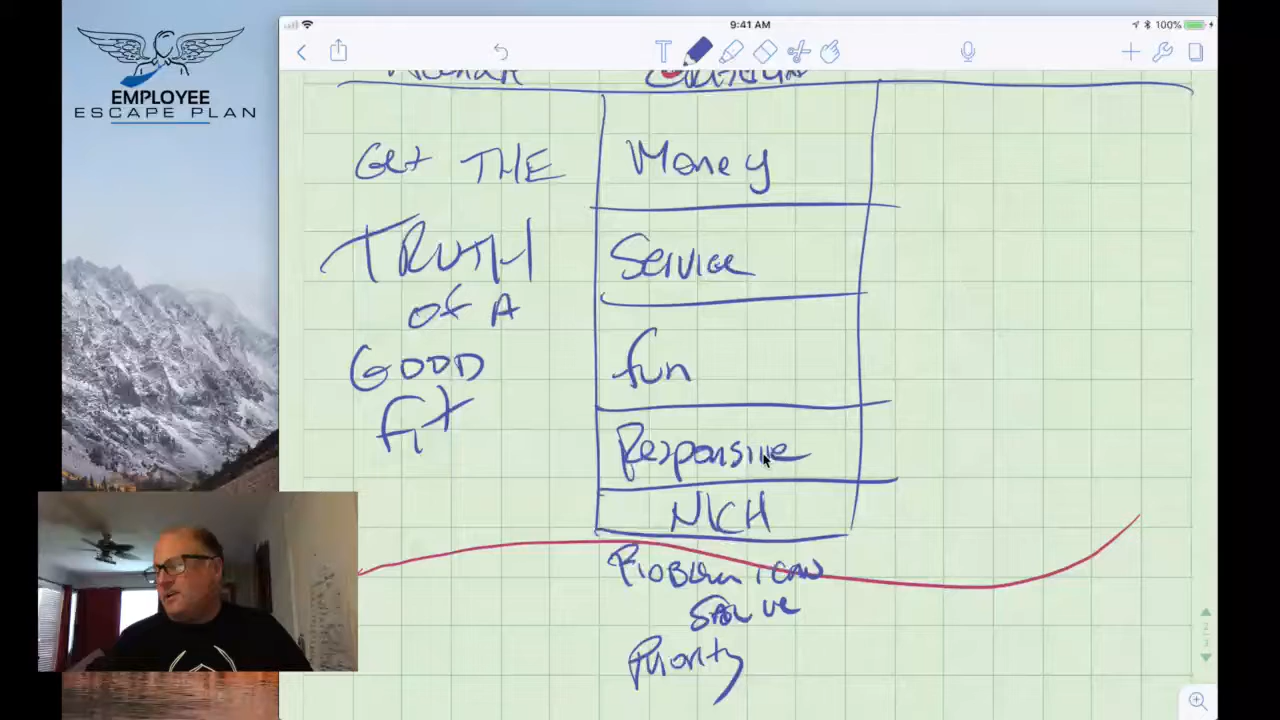 9:41 AM
100%
T
EMPLOYEE
ESCAPE PLAN
GET THE
TRUTH
of A
GOOD
fit
Money
Service
fun
Responsive
NICH
Problem I CAN
SOLVE
Priority